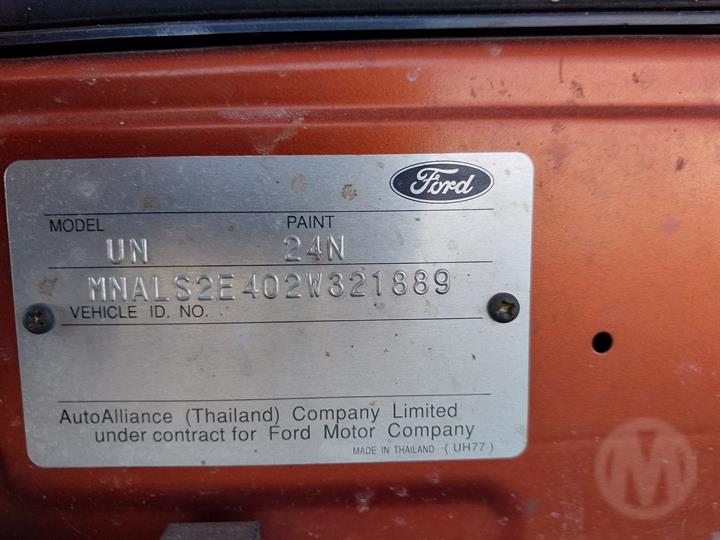 Ford
MODEL PAINT
UN 24N
MNALS2E402W321889
VEHICLE ID. NO.
AutoAlliance (Thailand) Company Limited
under contract for Ford Motor Company
MADE IN THAILAND (UH77)
M